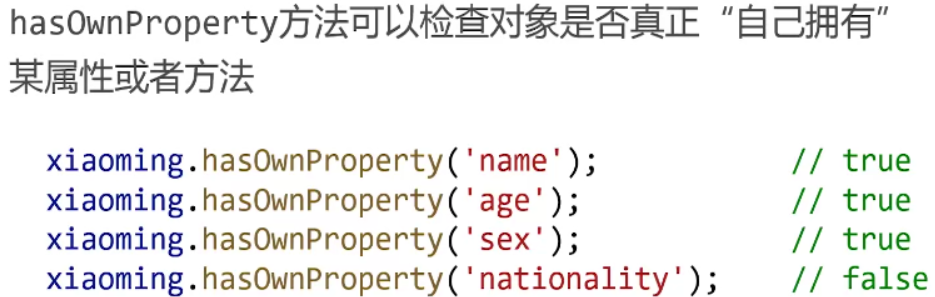 hasOwnProperty方法可以检查对象是否真正“自己拥有”
某属性或者方法
xiaoming.hasOwnProperty('name'); // true
xiaoming.hasOwnProperty('age'); // true
xiaoming.hasOwnProperty('sex'); // true
xiaoming.hasOwnProperty('nationality'); // false